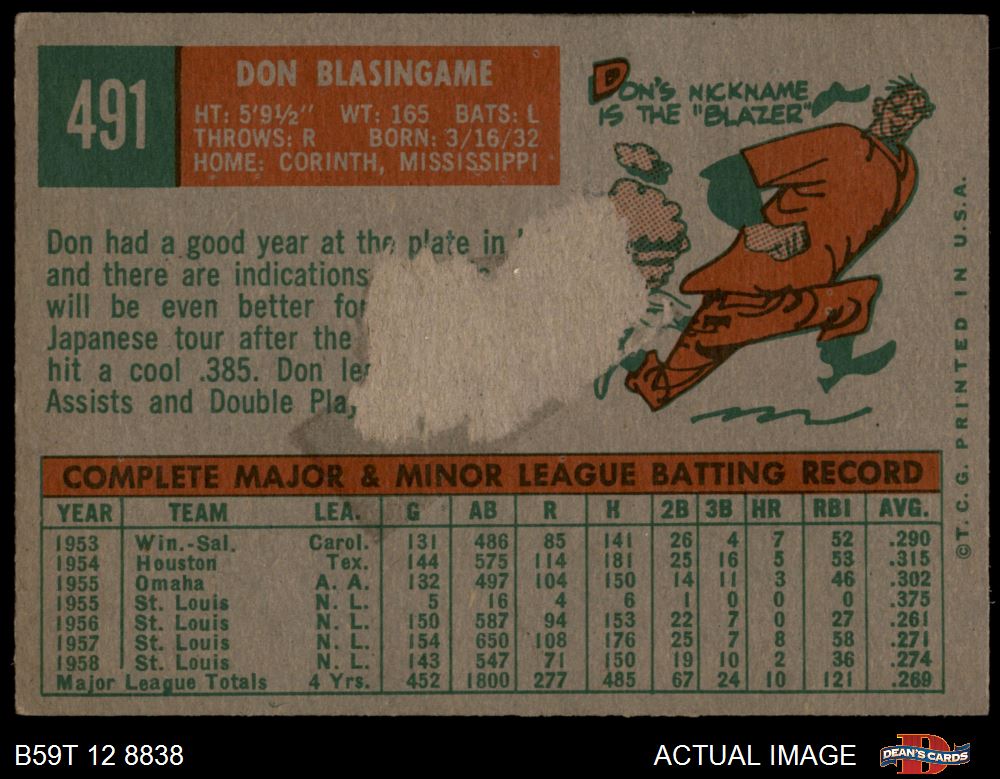 491
DON BLASINGAME
HT: 5'9½" WT: 165 BATS: L
THROWS: R BORN: 3/16/32
HOME: CORINTH, MISSISSIPPI
DON'S NICKNAME
IS THE "BLAZER"
Don had a good year at the plate in
and there are indications
will be even better for
Japanese tour after the
hit a cool .385. Don
Assists and Double
COMPLETE MAJOR & MINOR LEAGUE BATTING RECORD
YEAR TEAM LEA. G AB R H 2B 3B HR RBI AVG.
1953 Win.-Sal. Carol. 131 486 85 141 26 4 7 52 .290
1954 Houston Tex. 144 575 114 181 25 16 5 53 .315
1955 Omaha A. A. 132 497 104 150 14 11 3 46 .302
1955 St. Louis N. L. 5 16 4 6 1 0 0 0 .375
1956 St. Louis N. L. 150 587 94 153 22 7 0 27 .261
1957 St. Louis N. L. 154 650 108 176 25 7 8 58 .271
1958 St. Louis N. L. 143 547 71 150 19 10 2 36 .274
Major League Totals 4 Yrs. 452 1800 277 485 67 24 10 121 .269
©T.C.G. PRINTED IN U.S.A.
B59T 12 8838
ACTUAL IMAGE
DEAN'S CARDS